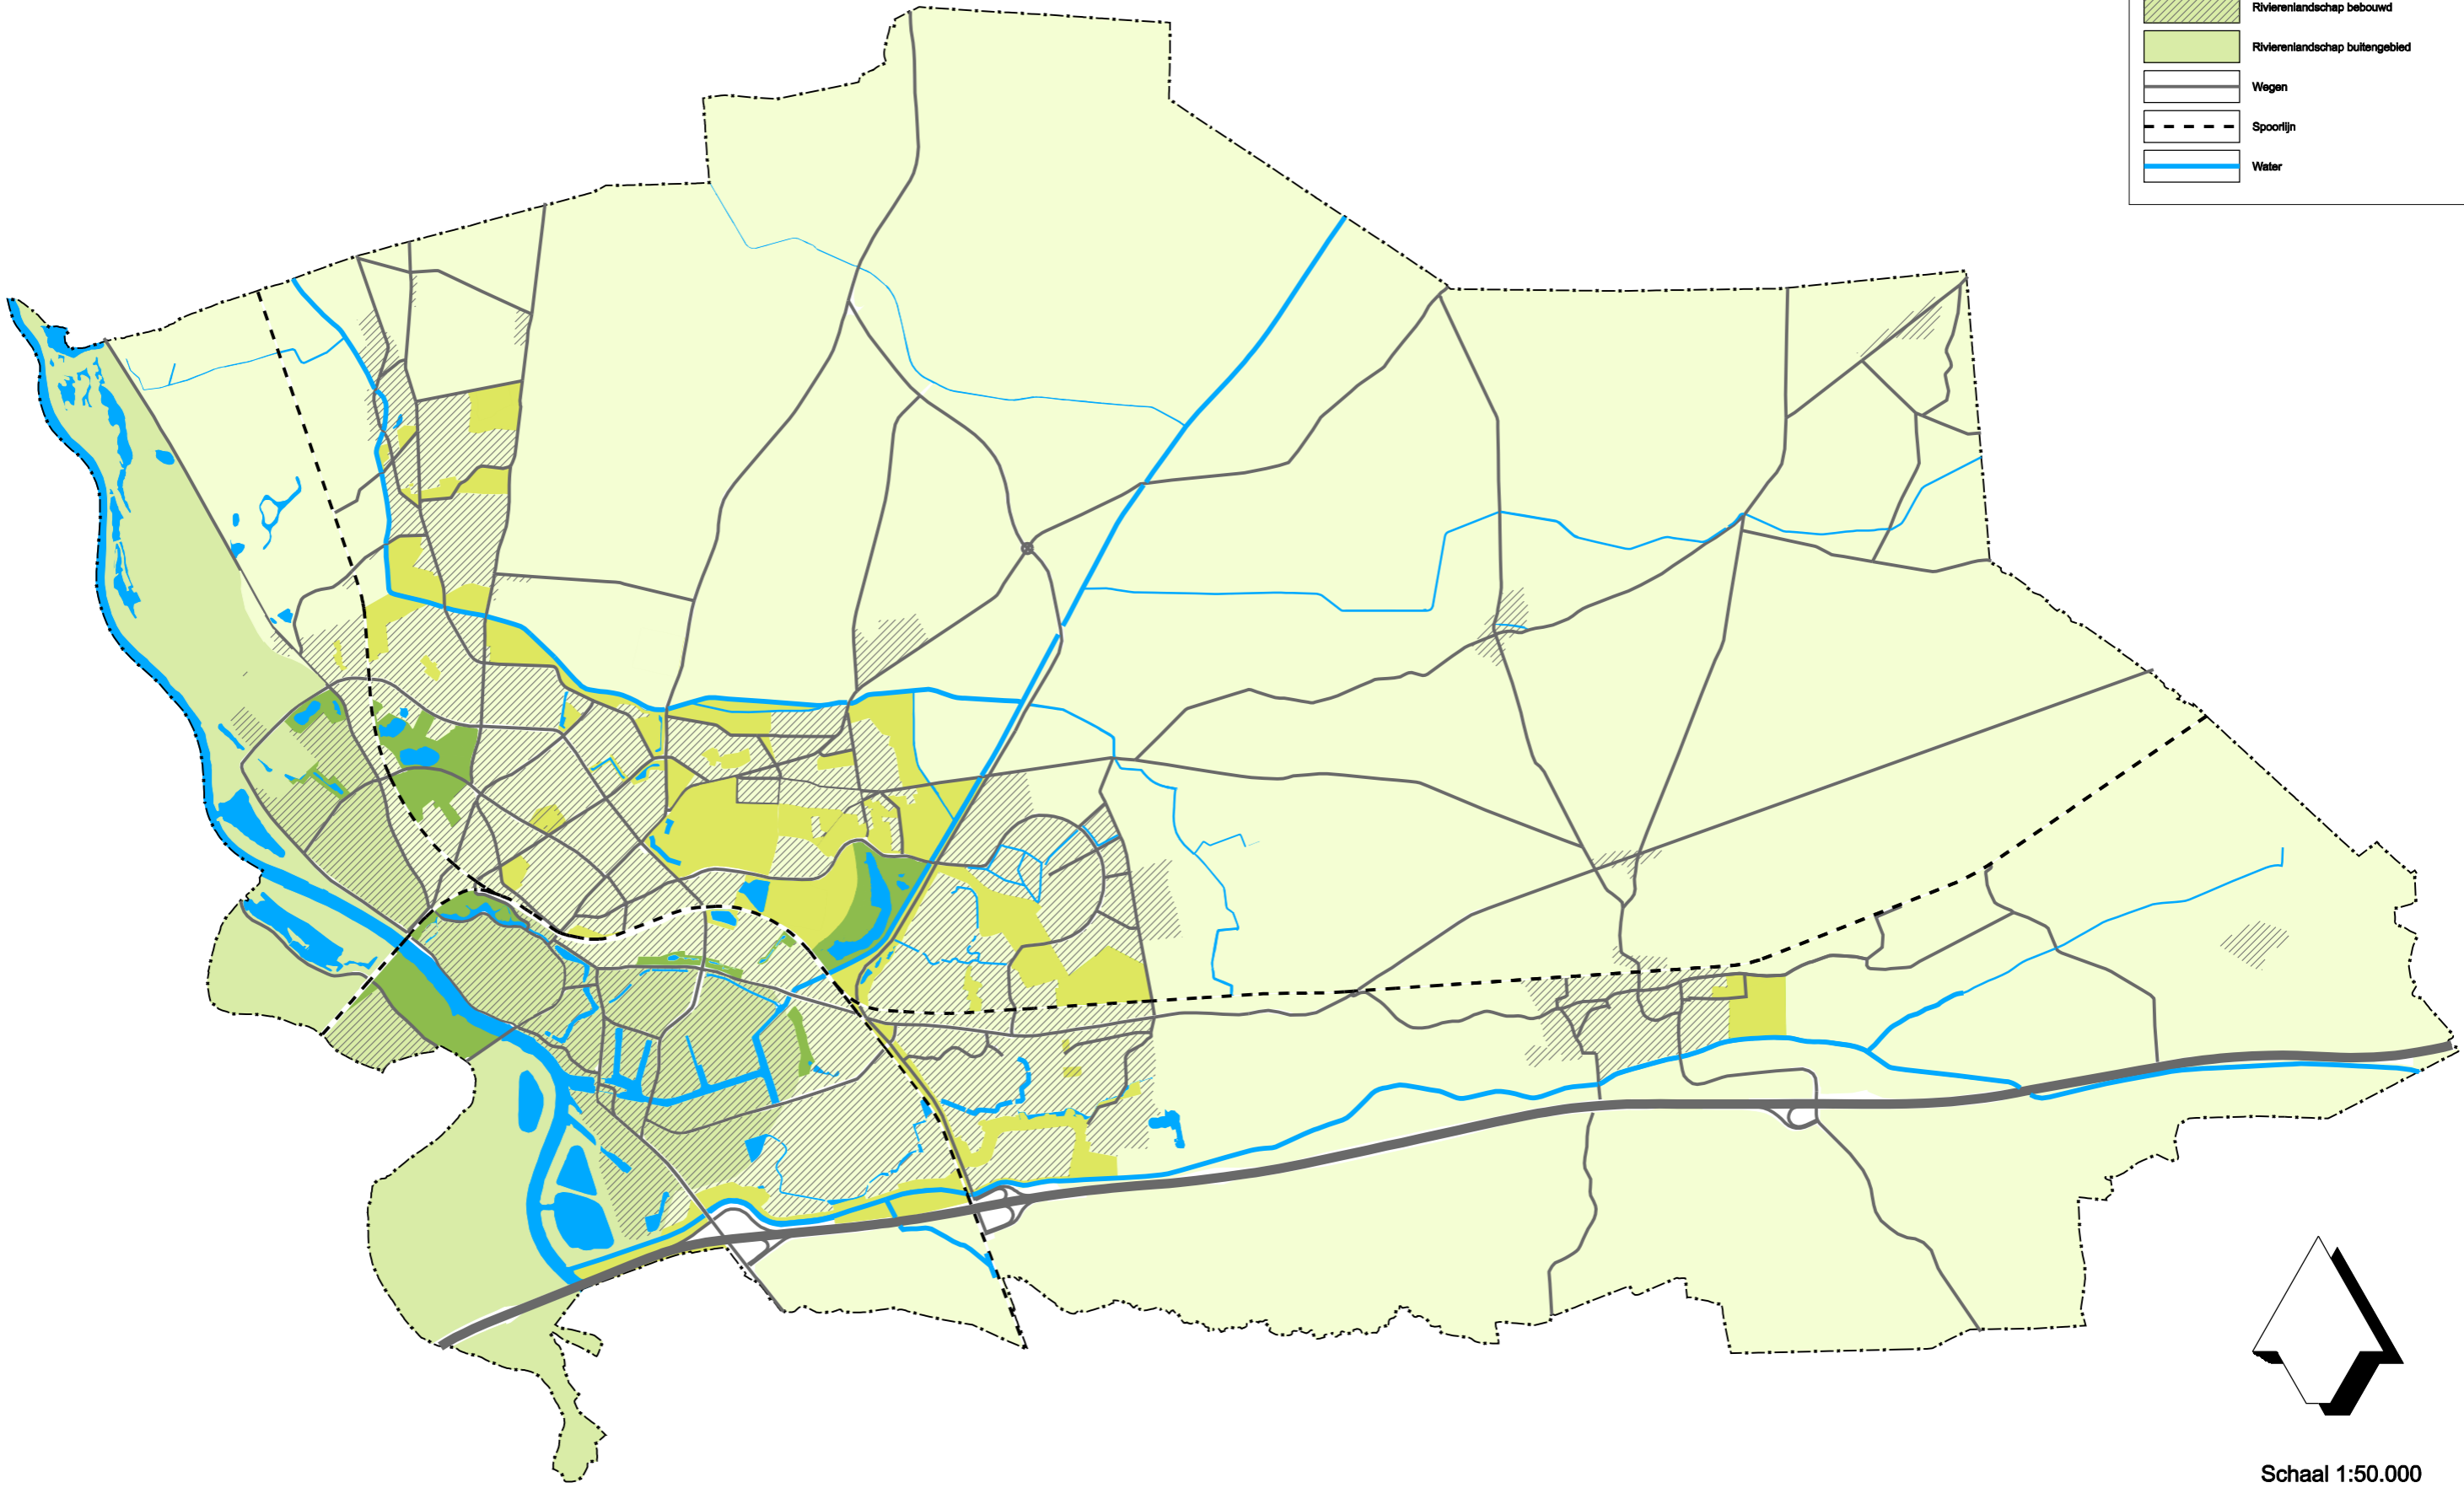 Rivierenlandschap bebouwd
Rivierenlandschap buitengebied
Wegen
Spoorlijn
Water
Schaal 1:50.000